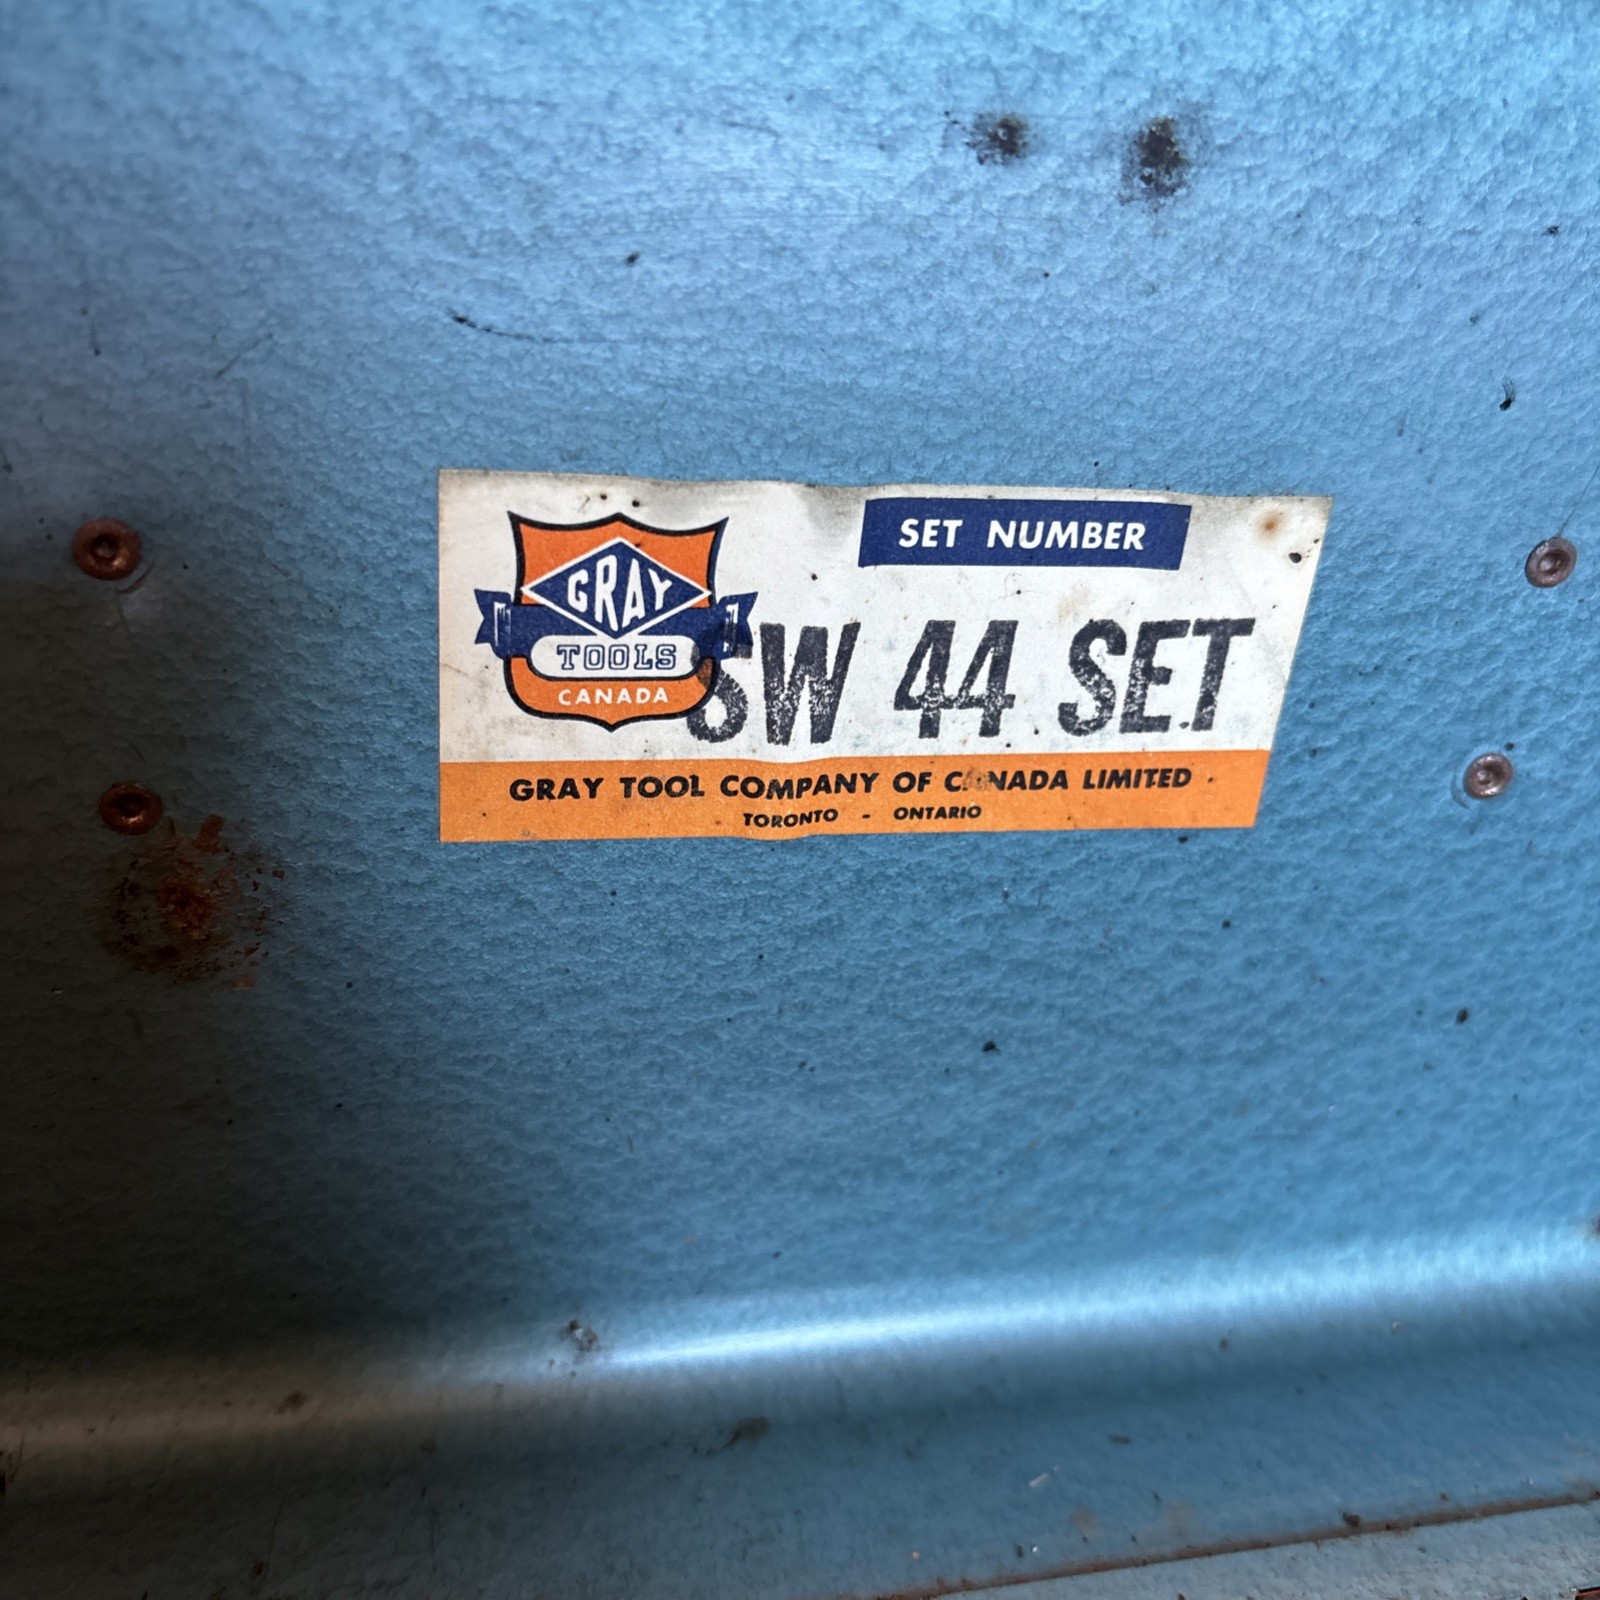 GRAY
TOOLS
CANADA
SET NUMBER
SW 44 SET
GRAY TOOL COMPANY OF CANADA LIMITED
TORONTO - ONTARIO